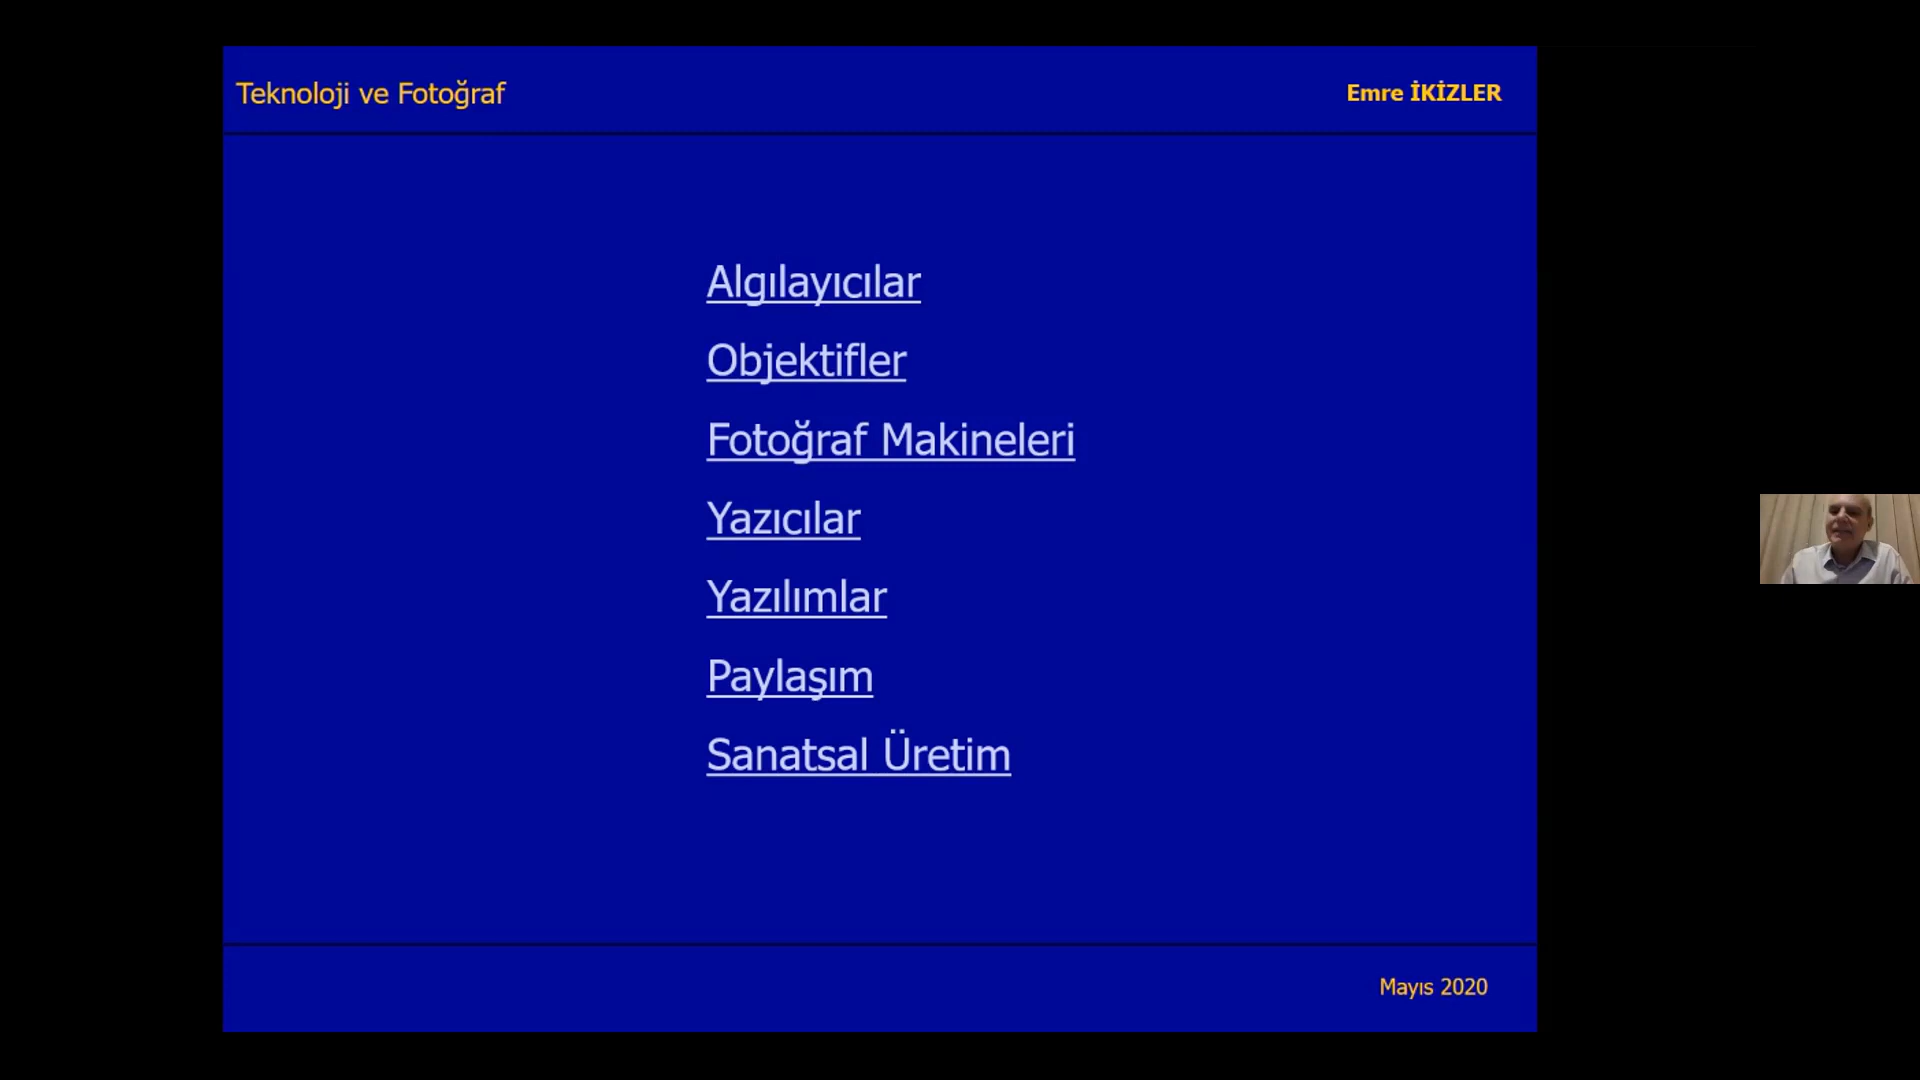 Teknoloji ve Fotoğraf
Emre İKİZLER
Algılayıcılar
Objektifler
Fotoğraf Makineleri
Yazıcılar
Yazılımlar
Paylaşım
Sanatsal Üretim
Mayıs 2020